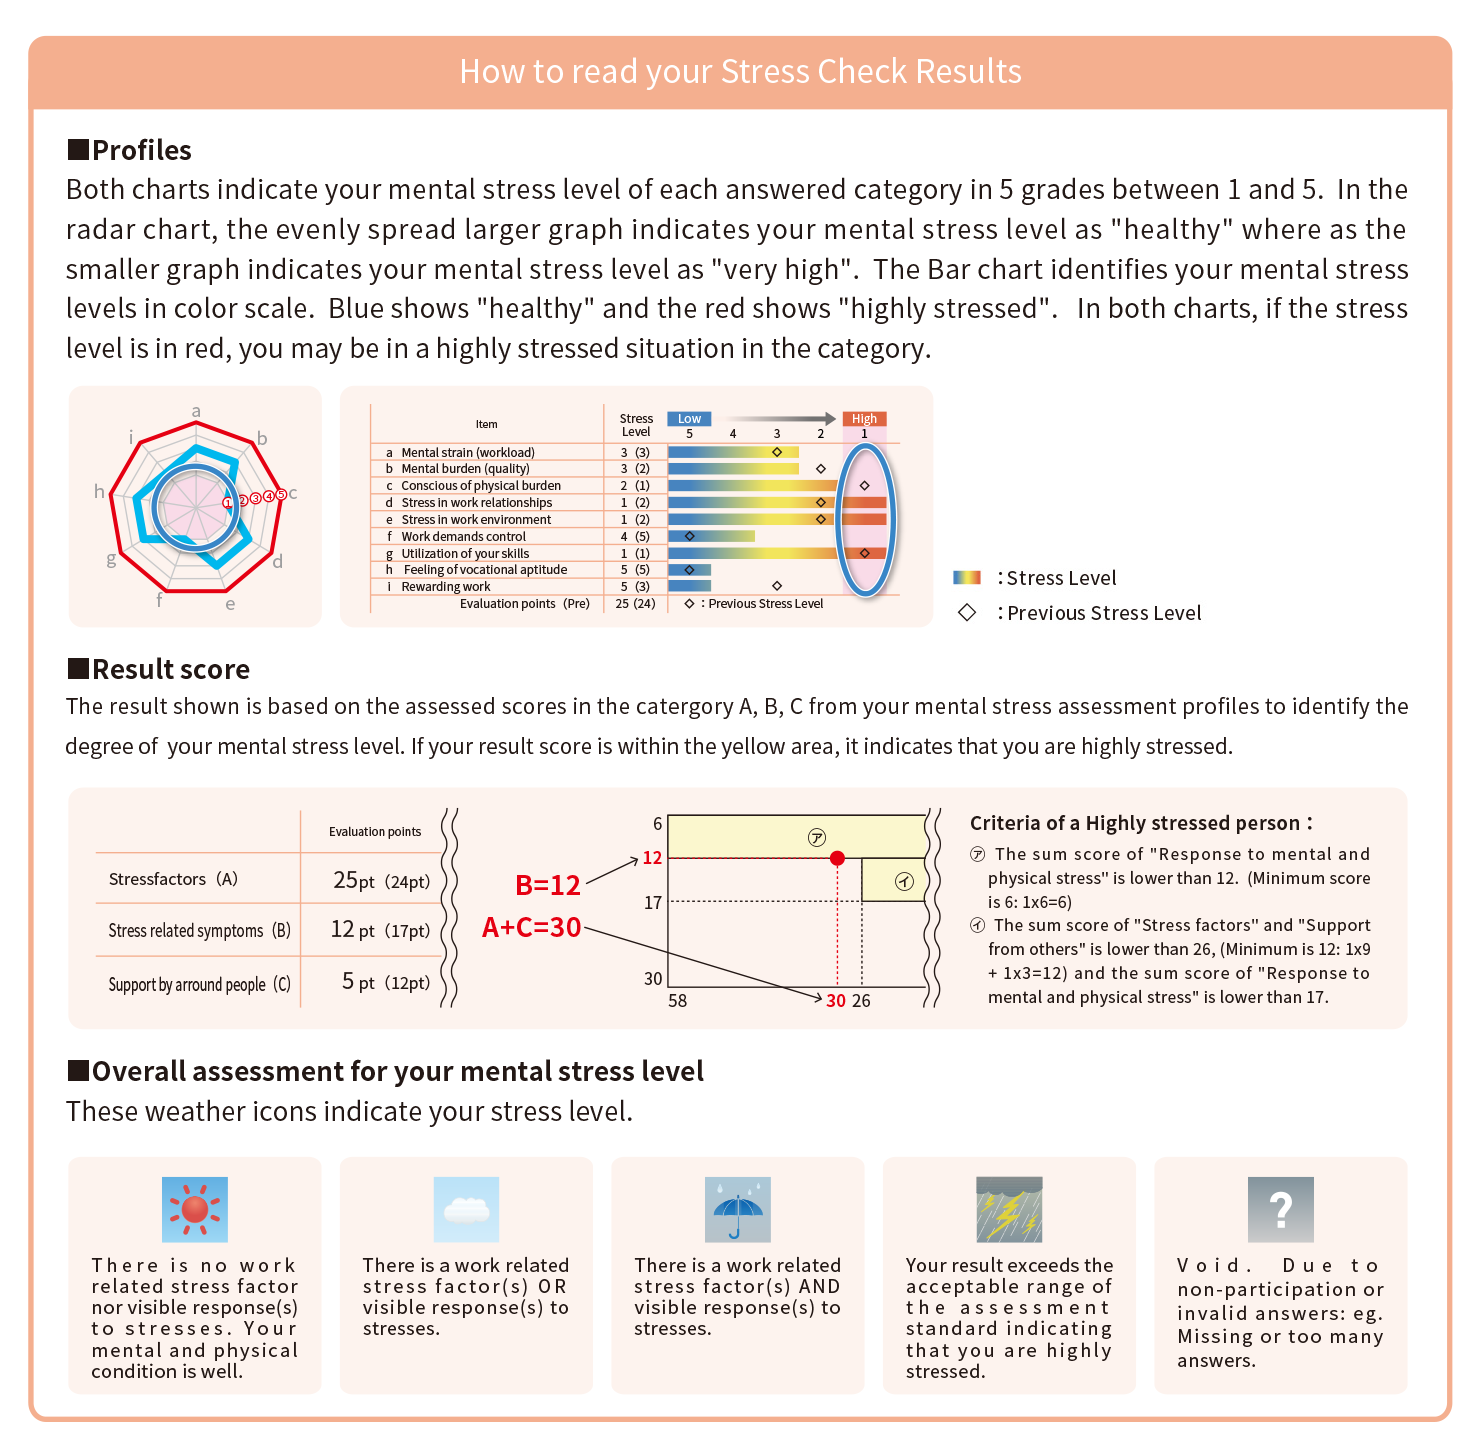 How to read your Stress Check Results
■Profiles
Both charts indicate your mental stress level of each answered category in 5 grades between 1 and 5. In the
radar chart, the evenly spread larger graph indicates your mental stress level as "healthy" where as the
smaller graph indicates your mental stress level as "very high". The Bar chart identifies your mental stress
levels in color scale. Blue shows "healthy" and the red shows "highly stressed". In both charts, if the stress
level is in red, you may be in a highly stressed situation in the category.
a
b
c
d
e
f
g
h
i
① ② ③ ④ ⑤
Item Stress Level Low High
5 4 3 2 1
a Mental strain (workload) 3 (3)
b Mental burden (quality) 3 (2)
c Conscious of physical burden 2 (1)
d Stress in work relationships 1 (2)
e Stress in work environment 1 (2)
f Work demands control 4 (5)
g Utilization of your skills 1 (1)
h Feeling of vocational aptitude 5 (5)
i Rewarding work 5 (3)
Evaluation points (Pre) 25 (24) ◇：Previous Stress Level
：Stress Level
◇ ：Previous Stress Level
■Result score
The result shown is based on the assessed scores in the catergory A, B, C from your mental stress assessment profiles to identify the
degree of your mental stress level. If your result score is within the yellow area, it indicates that you are highly stressed.
Evaluation points
Stressfactors (A) 25pt (24pt)
Stress related symptoms (B) 12 pt (17pt)
Support by arround people (C) 5 pt (12pt)
B=12
A+C=30
6
12
17
30
58 30 26
㋐
㋑
Criteria of a Highly stressed person：
㋐ The sum score of "Response to mental and
physical stress" is lower than 12. (Minimum score
is 6: 1x6=6)
㋑ The sum score of "Stress factors" and "Support
from others" is lower than 26, (Minimum is 12: 1x9
+ 1x3=12) and the sum score of "Response to
mental and physical stress" is lower than 17.
■Overall assessment for your mental stress level
These weather icons indicate your stress level.
There is no work
related stress factor
nor visible response(s)
to stresses. Your
mental and physical
condition is well.
There is a work related
stress factor(s) OR
visible response(s) to
stresses.
There is a work related
stress factor(s) AND
visible response(s) to
stresses.
Your result exceeds the
acceptable range of
the assessment
standard indicating
that you are highly
stressed.
?
Void. Due to
non-participation or
invalid answers: eg.
Missing or too many
answers.